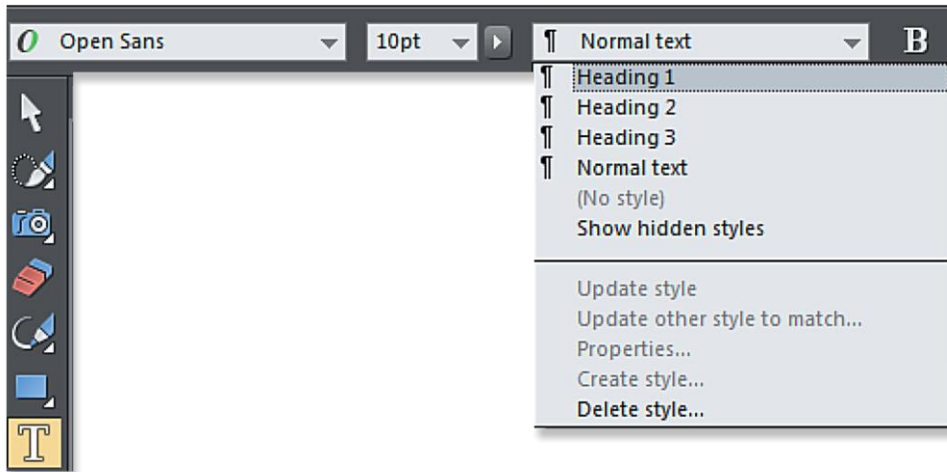 Open Sans 10pt ¶ Normal text B
¶ Heading 1
¶ Heading 2
¶ Heading 3
¶ Normal text
(No style)
Show hidden styles
Update style
Update other style to match...
Properties...
Create style...
Delete style...
T